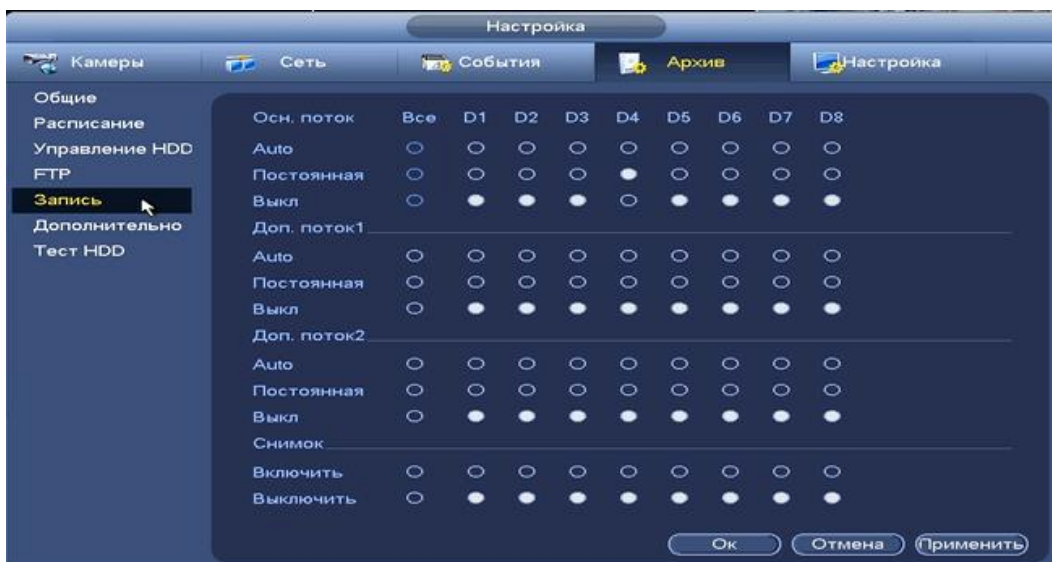 Настройка
Камеры Сеть События Архив Настройка
Общие
Расписание
Управление HDD
FTP
Запись
Дополнительно
Тест HDD
Осн. поток Все D1 D2 D3 D4 D5 D6 D7 D8
Auto
Постоянная
Выкл
Доп. поток1
Auto
Постоянная
Выкл
Доп. поток2
Auto
Постоянная
Выкл
Снимок
Включить
Выключить
Ок Отмена Применить